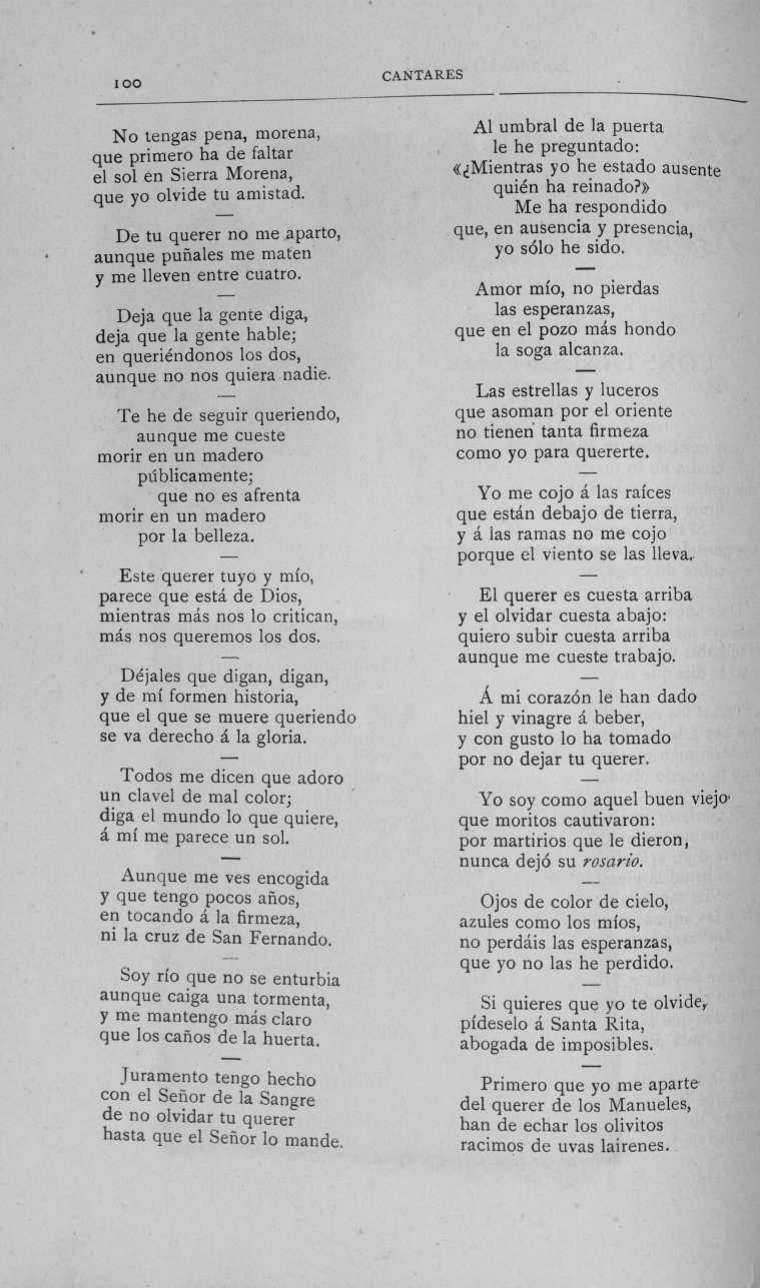 100
CANTARES
No tengas pena, morena,
que primero ha de faltar
el sol en Sierra Morena,
que yo olvide tu amistad.
De tu querer no me aparto,
aunque puñales me maten
y me lleven entre cuatro.
Deja que la gente diga,
deja que la gente hable;
en queriéndonos los dos,
aunque no nos quiera nadie.
Te he de seguir queriendo,
aunque me cueste
morir en un madero
públicamente;
que no es afrenta
morir en un madero
por la belleza.
Este querer tuyo y mío,
parece que está de Dios,
mientras más nos lo critican,
más nos queremos los dos.
Déjales que digan, digan,
y de mí formen historia,
que el que se muere queriendo
se va derecho á la gloria.
Todos me dicen que adoro
un clavel de mal color;
diga el mundo lo que quiere,
á mí me parece un sol.
Aunque me ves encogida
y que tengo pocos años,
en tocando á la firmeza,
ni la cruz de San Fernando.
Soy río que no se enturbia
aunque caiga una tormenta,
y me mantengo más claro
que los caños de la huerta.
Juramento tengo hecho
con el Señor de la Sangre
de no olvidar tu querer
hasta que el Señor lo mande.
Al umbral de la puerta
le he preguntado:
«¿Mientras yo he estado ausente
quién ha reinado?»
Me ha respondido
que, en ausencia y presencia,
yo sólo he sido.
Amor mío, no pierdas
las esperanzas,
que en el pozo más hondo
la soga alcanza.
Las estrellas y luceros
que asoman por el oriente
no tienen tanta firmeza
como yo para quererte.
Yo me cojo á las raíces
que están debajo de tierra,
y á las ramas no me cojo
porque el viento se las lleva.
El querer es cuesta arriba
y el olvidar cuesta abajo:
quiero subir cuesta arriba
aunque me cueste trabajo.
Á mi corazón le han dado
hiel y vinagre á beber,
y con gusto lo ha tomado
por no dejar tu querer.
Yo soy como aquel buen viejo
que moritos cautivaron:
por martirios que le dieron,
nunca dejó su rosario.
Ojos de color de cielo,
azules como los míos,
no perdáis las esperanzas,
que yo no las he perdido.
Si quieres que yo te olvide,
pídeselo á Santa Rita,
abogada de imposibles.
Primero que yo me aparte
del querer de los Manueles,
han de echar los olivitos
racimos de uvas lairenes.